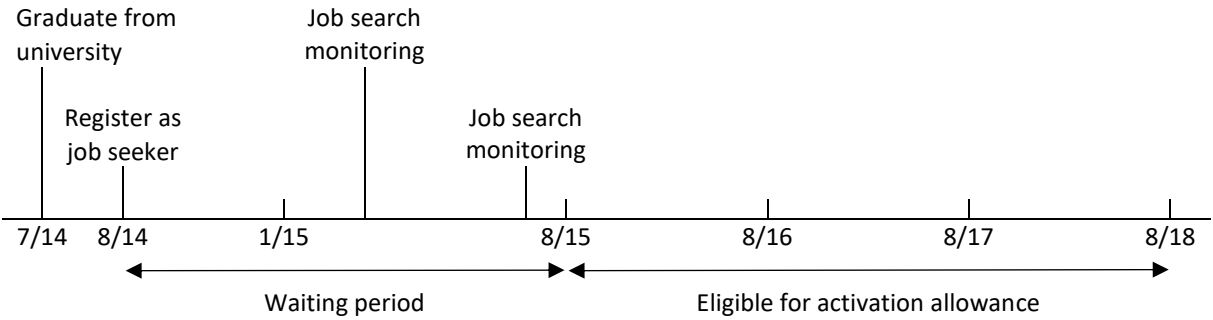 Graduate from
university
Job search
monitoring
Register as
job seeker
Job search
monitoring
7/14
8/14
1/15
8/15
8/16
8/17
8/18
Waiting period
Eligible for activation allowance